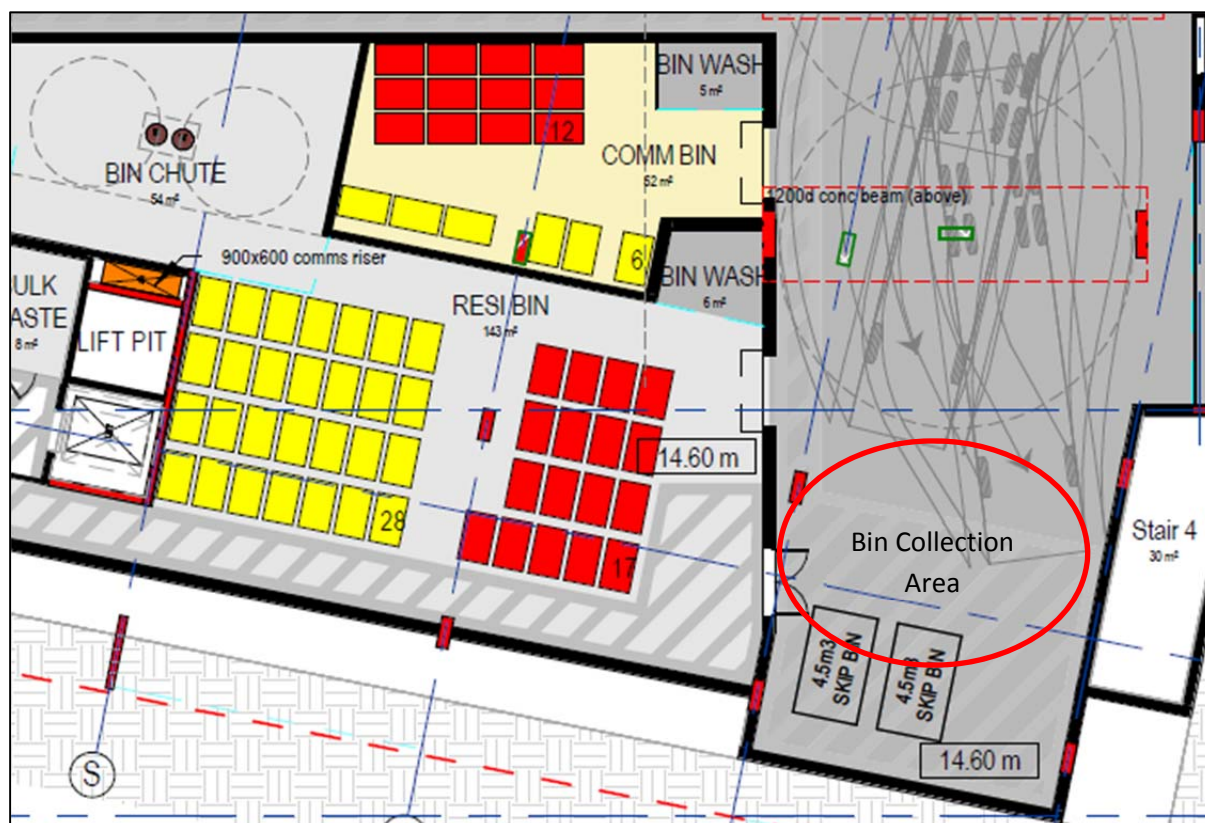 BIN WASH
5 m²
12
COMM BIN
52 m²
BIN CHUTE
54 m²
1200d conc beam (above)
6
900x600 comms riser
BIN WASH
6 m²
ULK
ASTE
8 m²
LIFT PIT
RESI BIN
143 m²
14.60 m
28
17
Bin Collection
Area
Stair 4
30 m²
4.5m3
SKIP BIN
4.5m3
SKIP BIN
14.60 m
S